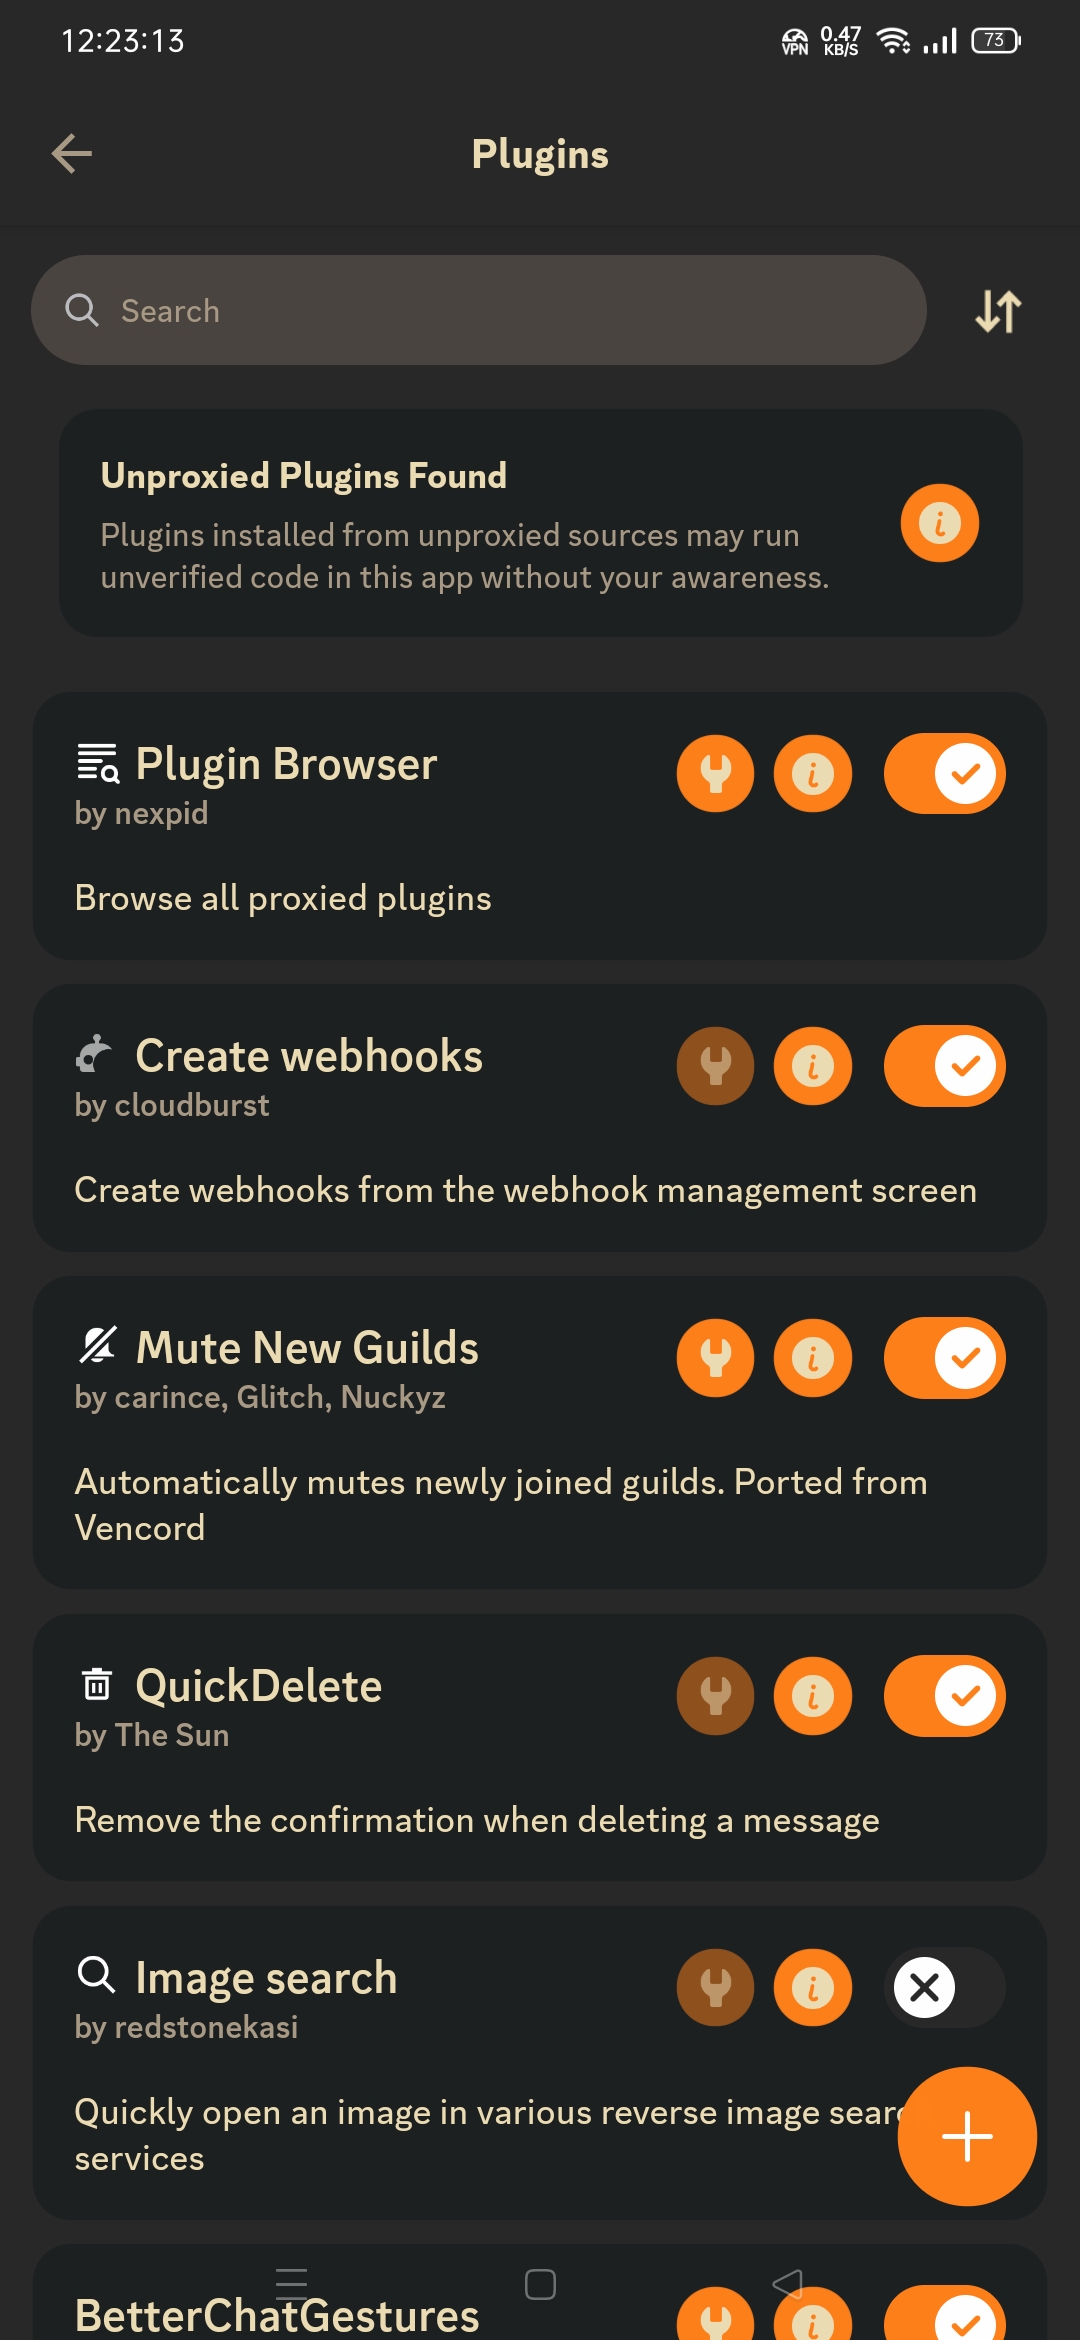 12:23:13
VPN
0.47
KB/S
73
Plugins
Search
Unproxied Plugins Found
Plugins installed from unproxied sources may run
unverified code in this app without your awareness.
Plugin Browser
by nexpid
Browse all proxied plugins
Create webhooks
by cloudburst
Create webhooks from the webhook management screen
Mute New Guilds
by carince, Glitch, Nuckyz
Automatically mutes newly joined guilds. Ported from
Vencord
QuickDelete
by The Sun
Remove the confirmation when deleting a message
Image search
by redstonekasi
Quickly open an image in various reverse image
services
BetterChatGestures